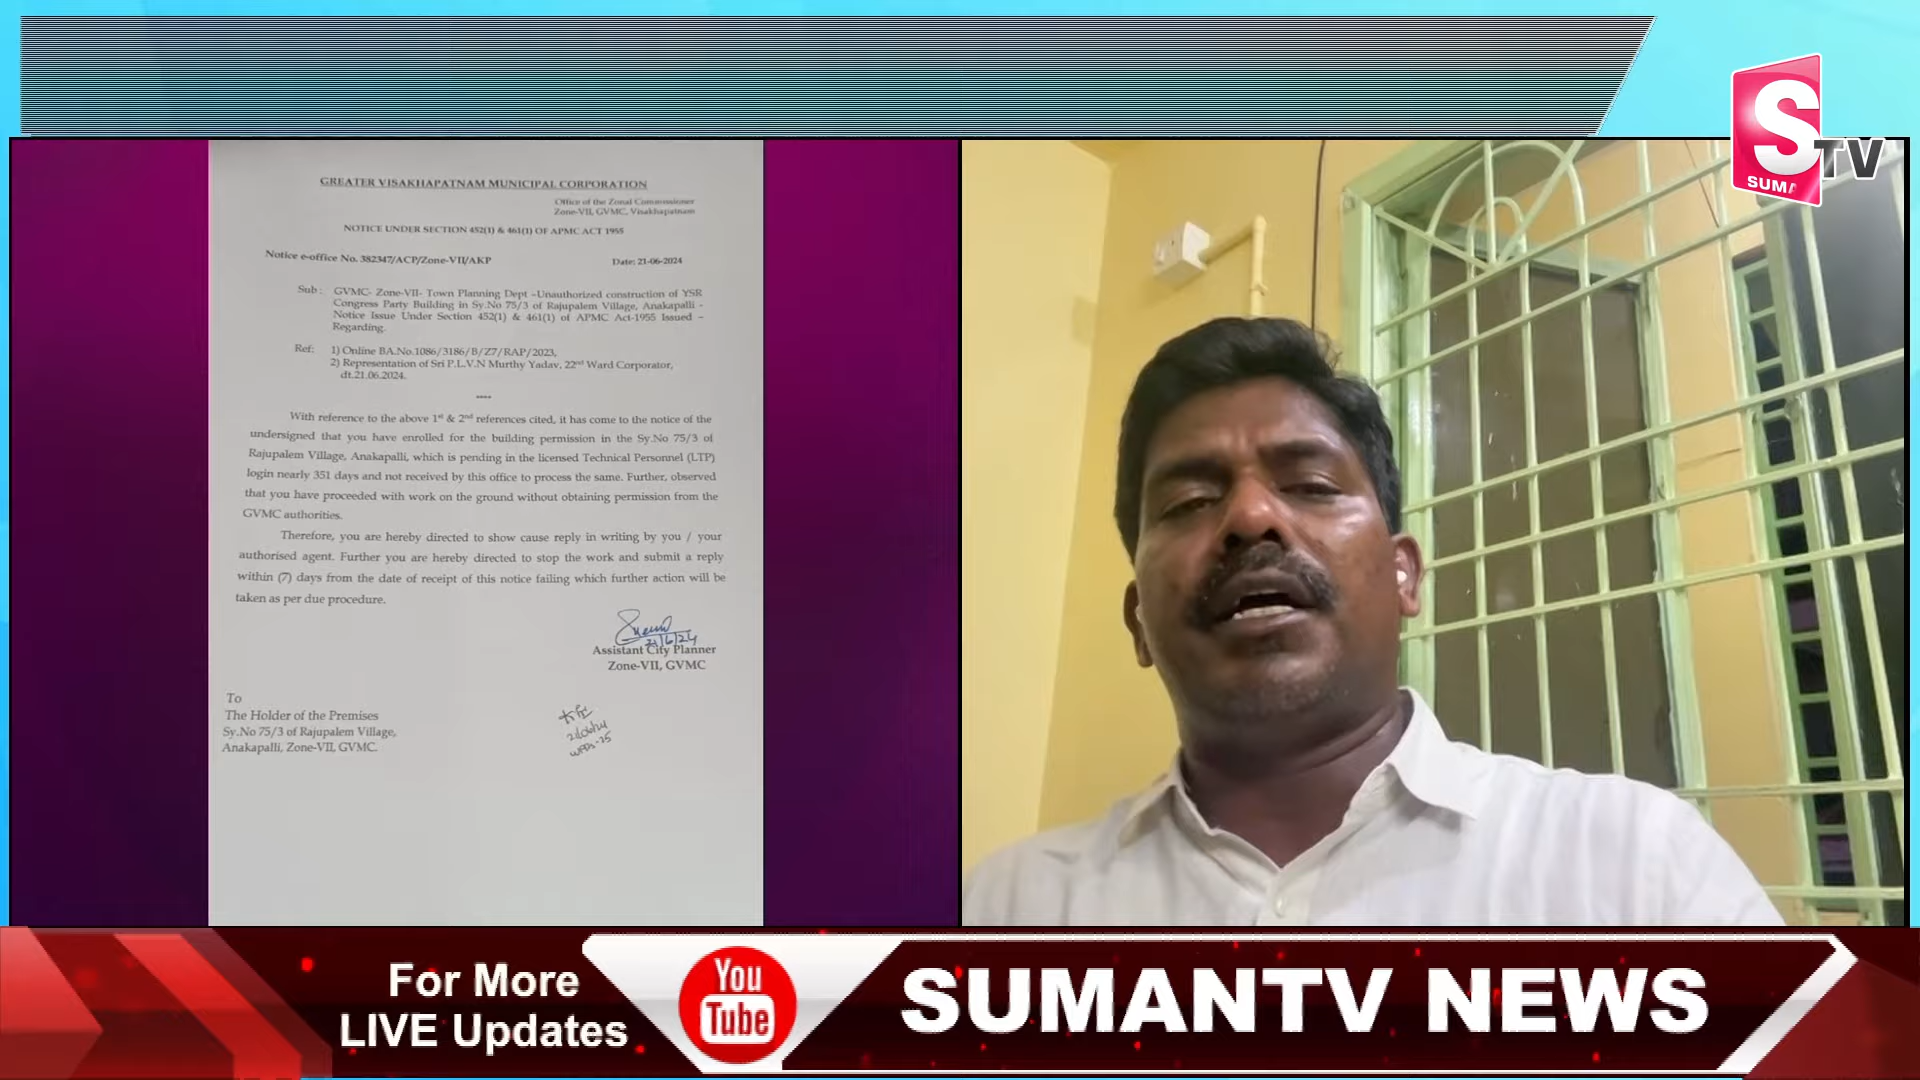 S
TV
SUMA
GREATER VISAKHAPATNAM MUNICIPAL CORPORATION
Office of the Zonal Commissioner
Zone-VII, GVMC, Visakhapatnam
NOTICE UNDER SECTION 452(1) & 461(1) OF APMC ACT 1955
Notice e-office No. 382347/ACP/Zone-VII/AKP Date: 21-06-2024
Sub : GVMC- Zone-VII- Town Planning Dept –Unauthorized construction of YSR
Congress Party Building in Sy.No 75/3 of Rajupalem Village, Anakapalli -
Notice Issue Under Section 452(1) & 461(1) of APMC Act-1955 Issued –
Regarding.
Ref: 1) Online BA.No.1086/3186/B/Z7/RAP/2023,
2) Representation of Sri P.L.V.N Murthy Yadav, 22nd Ward Corporator,
dt.21.06.2024.
****
With reference to the above 1st & 2nd references cited, it has come to the notice of the
undersigned that you have enrolled for the building permission in the Sy.No 75/3 of
Rajupalem Village, Anakapalli, which is pending in the licensed Technical Personnel (LTP)
login nearly 351 days and not received by this office to process the same. Further, observed
that you have proceeded with work on the ground without obtaining permission from the
GVMC authorities.
Therefore, you are hereby directed to show cause reply in writing by you / your
authorised agent. Further you are hereby directed to stop the work and submit a reply
within (7) days from the date of receipt of this notice failing which further action will be
taken as per due procedure.
21/6/24
Assistant City Planner
Zone-VII, GVMC
To
The Holder of the Premises
Sy.No 75/3 of Rajupalem Village,
Anakapalli, Zone-VII, GVMC.
For More
LIVE Updates
You
Tube
SUMANTV NEWS